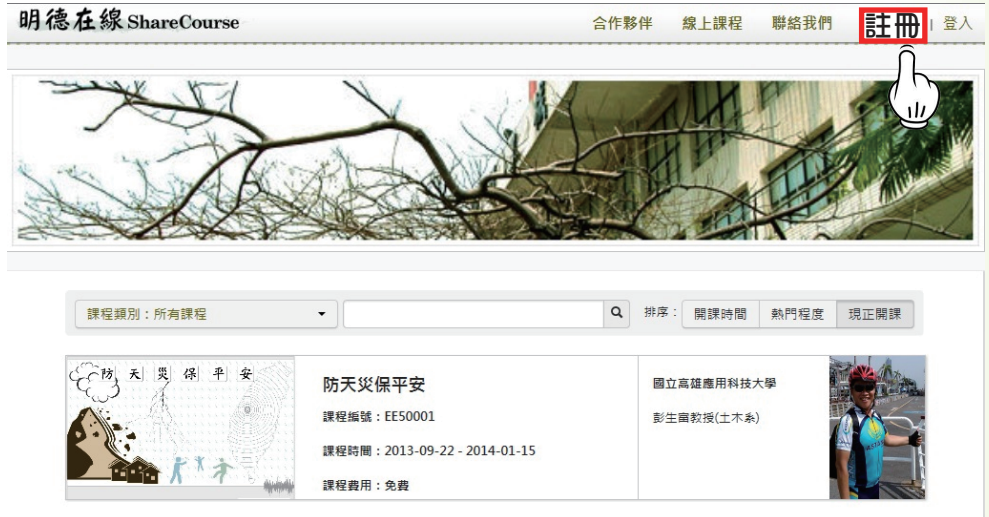 明德在線 ShareCourse
合作夥伴 線上課程 聯絡我們 註冊 | 登入
課程類別：所有課程
排序： 開課時間 熱門程度 現正開課
防天災保平安
防天災保平安
課程編號：EE50001
課程時間：2013-09-22 - 2014-01-15
課程費用：免費
國立高雄應用科技大學
彭生富教授(土木系)